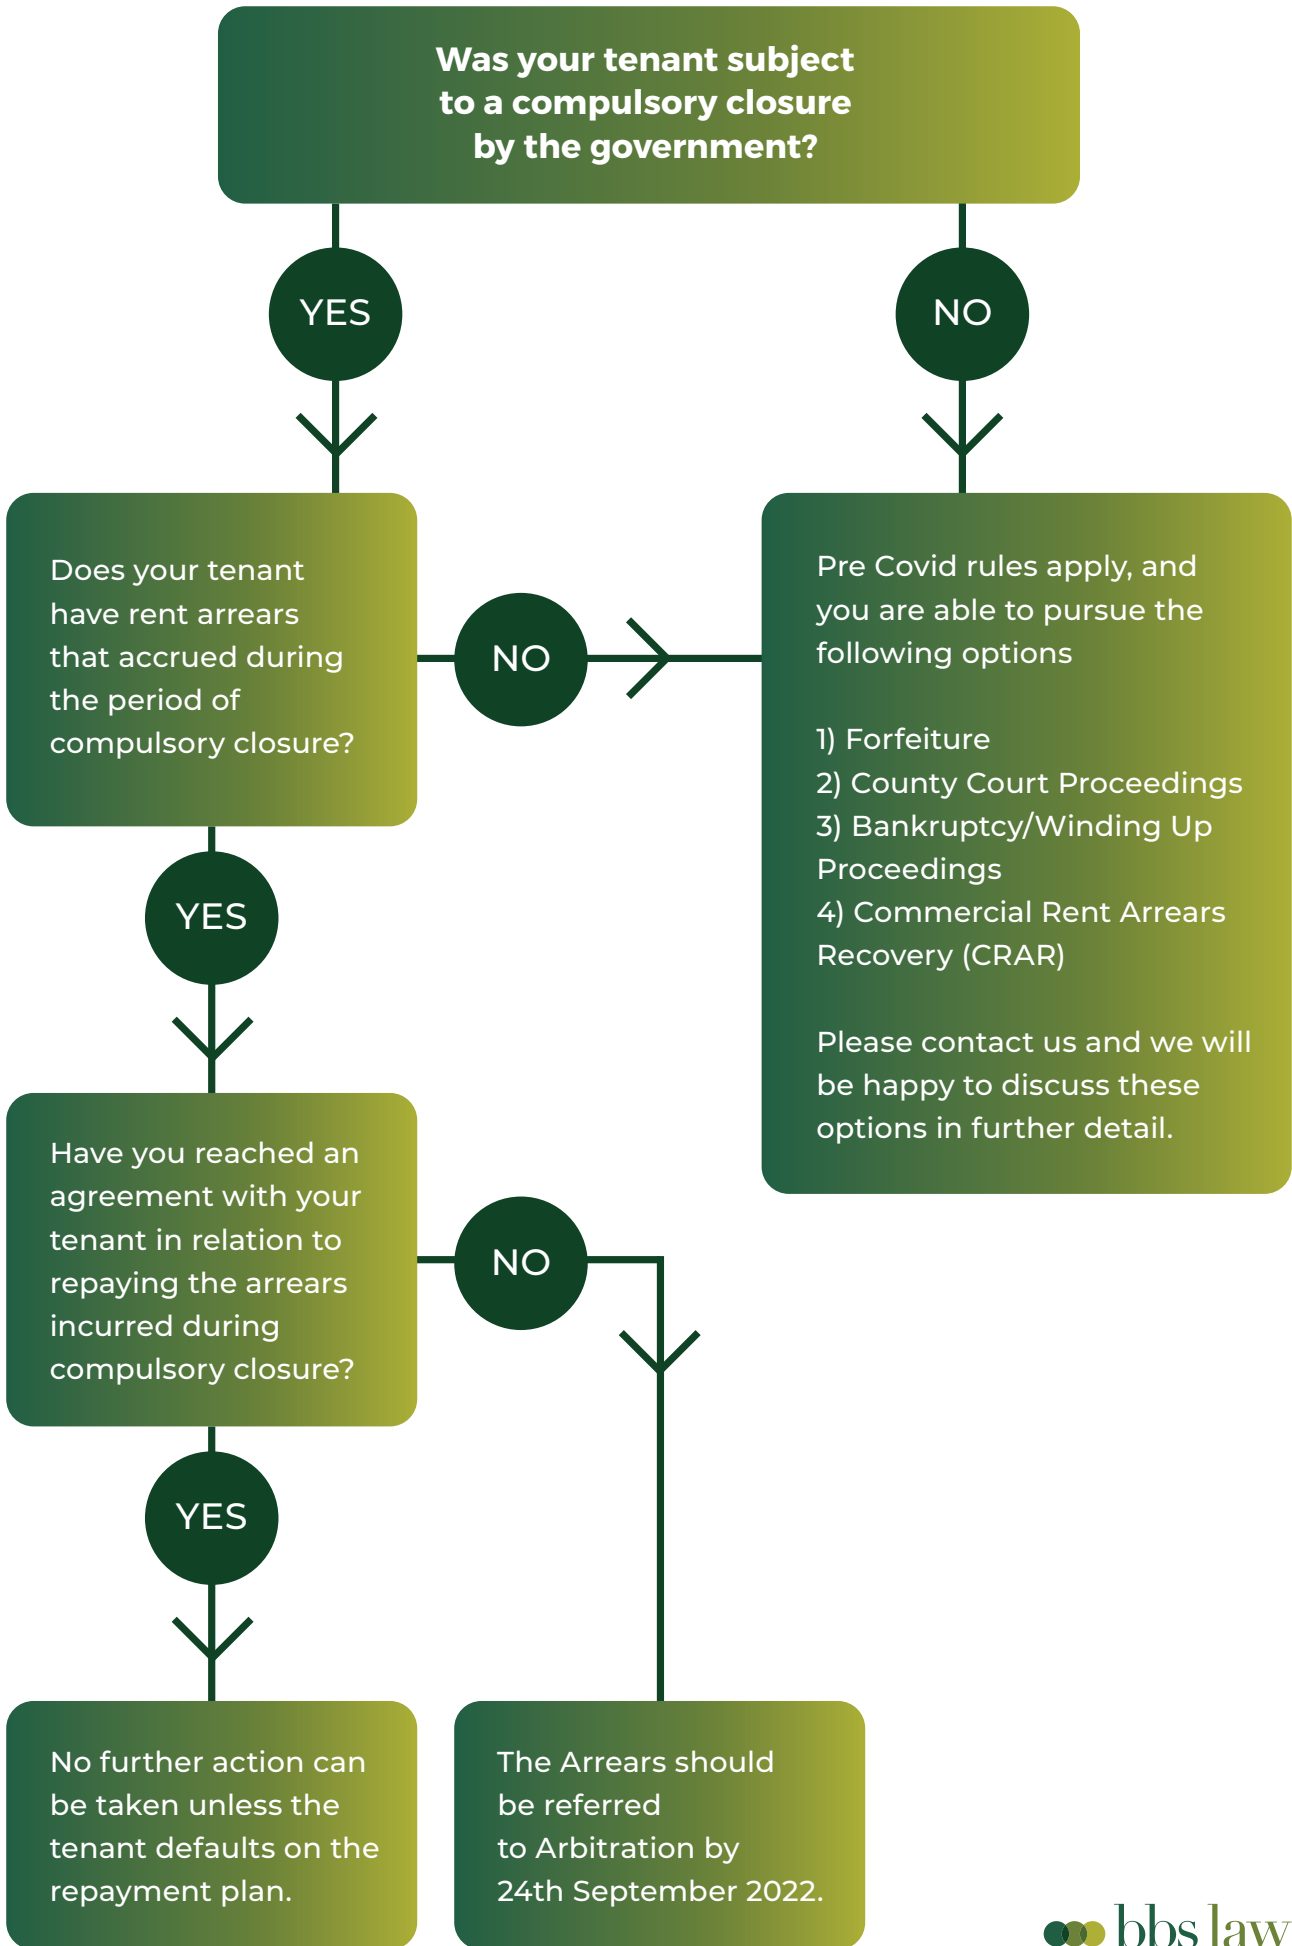 Was your tenant subject
to a compulsory closure
by the government?
YES
NO
Does your tenant
have rent arrears
that accrued during
the period of
compulsory closure?
NO
Pre Covid rules apply, and
you are able to pursue the
following options
1) Forfeiture
2) County Court Proceedings
3) Bankruptcy/Winding Up
Proceedings
4) Commercial Rent Arrears
Recovery (CRAR)
Please contact us and we will
be happy to discuss these
options in further detail.
YES
Have you reached an
agreement with your
tenant in relation to
repaying the arrears
incurred during
compulsory closure?
NO
YES
No further action can
be taken unless the
tenant defaults on the
repayment plan.
The Arrears should
be referred
to Arbitration by
24th September 2022.
bbs law